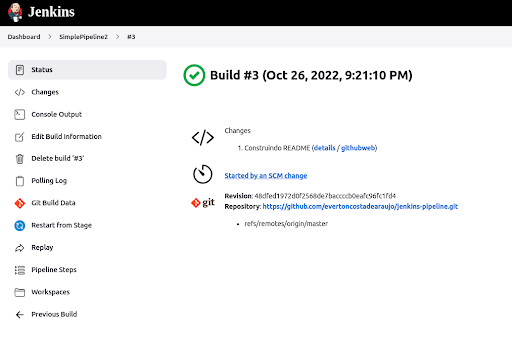 Jenkins
Dashboard > SimplePipeline2 > #3
Status
Changes
Console Output
Edit Build Information
Delete build '#3'
Polling Log
Git Build Data
Restart from Stage
Replay
Pipeline Steps
Workspaces
Previous Build
Build #3 (Oct 26, 2022, 9:21:10 PM)
Changes
1. Construindo README (details / githubweb)
Started by an SCM change
git
Revision: 48dfed1972d0f2568de7baccccb0eafc96fc1fd4
Repository: https://github.com/evertoncostadearaujo/jenkins-pipeline.git
• refs/remotes/origin/master